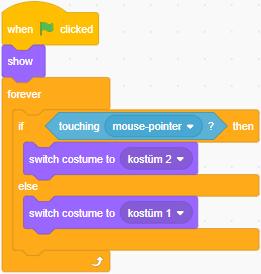 when clicked
show
forever
if touching mouse-pointer ? then
switch costume to kostüm 2
else
switch costume to kostüm 1